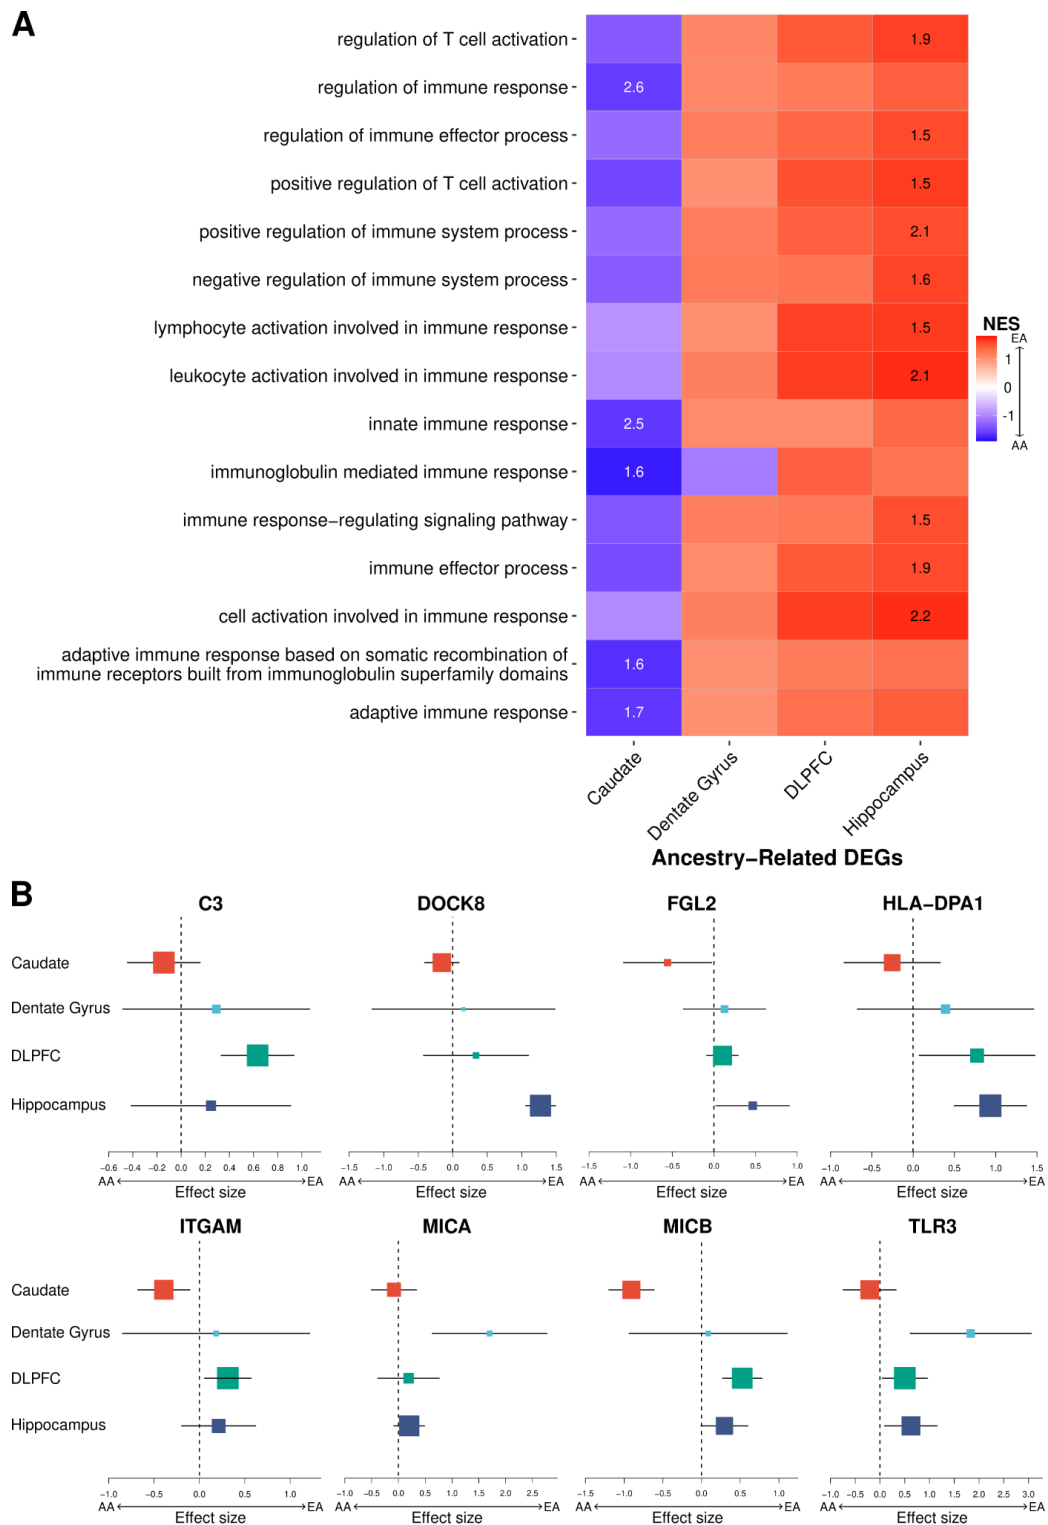 A
regulation of T cell activation
1.9
regulation of immune response
2.6
regulation of immune effector process
1.5
positive regulation of T cell activation
1.5
positive regulation of immune system process
2.1
negative regulation of immune system process
1.6
lymphocyte activation involved in immune response
1.5
leukocyte activation involved in immune response
2.1
innate immune response
2.5
immunoglobulin mediated immune response
1.6
immune response−regulating signaling pathway
1.5
immune effector process
1.9
cell activation involved in immune response
2.2
adaptive immune response based on somatic recombination of
immune receptors built from immunoglobulin superfamily domains
1.6
adaptive immune response
1.7
NES
EA
1
0
-1
AA
Caudate
Dentate Gyrus
DLPFC
Hippocampus
Ancestry−Related DEGs
B
C3 DOCK8 FGL2 HLA−DPA1
Caudate
Dentate Gyrus
DLPFC
Hippocampus
−0.6 −0.4 −0.2 0.0 0.2 0.4 0.6 0.8 1.0
AA Effect size EA
−1.5 −1.0 −0.5 0.0 0.5 1.0 1.5
AA Effect size EA
−1.5 −1.0 −0.5 0.0 0.5 1.0
AA Effect size EA
−1.0 −0.5 0.0 0.5 1.0 1.5
AA Effect size EA
ITGAM MICA MICB TLR3
Caudate
Dentate Gyrus
DLPFC
Hippocampus
−1.0 −0.5 0.0 0.5 1.0
AA Effect size EA
−1.0 −0.5 0.0 0.5 1.0 1.5 2.0 2.5
AA Effect size EA
−1.5 −1.0 −0.5 0.0 0.5 1.0
AA Effect size EA
−1.0 −0.5 0.0 0.5 1.0 1.5 2.0 2.5 3.0
AA Effect size EA